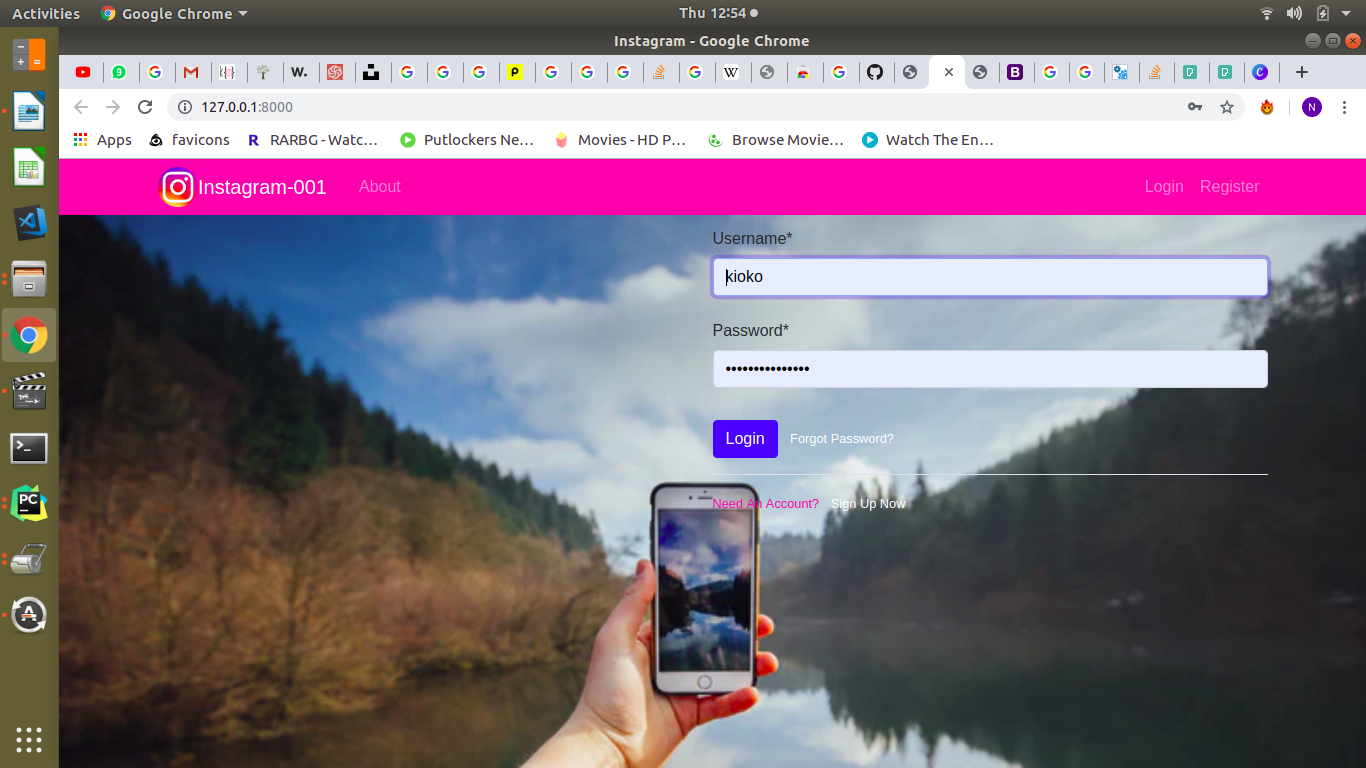 Activities Google Chrome Thu 12:54
Instagram - Google Chrome
127.0.0.1:8000 N
Apps favicons RARBG - Watc... Putlockers Ne... Movies - HD P... Browse Movie... Watch The En...
Instagram-001 About Login Register
Username*
kioko
Password*
•••••••••••••••
Login Forgot Password?
Need An Account? Sign Up Now